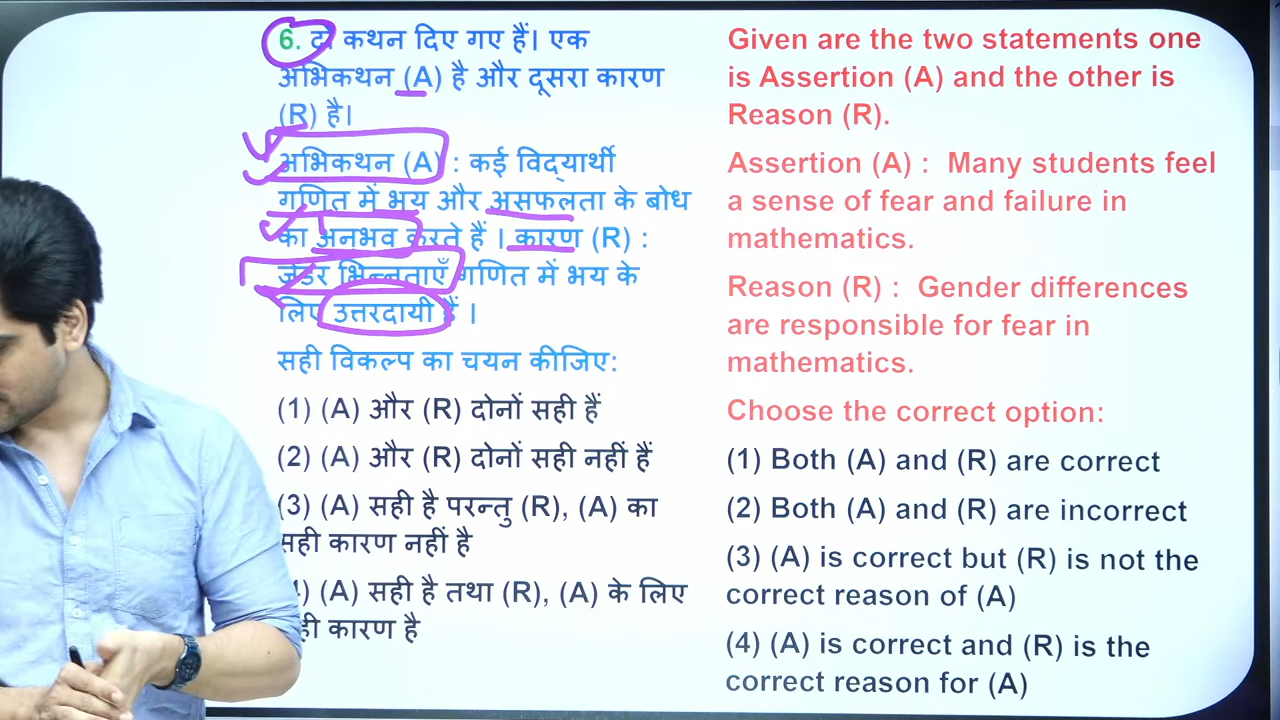 6. दो कथन दिए गए हैं। एक
अभिकथन (A) है और दूसरा कारण
(R) है।
अभिकथन (A) : कई विद्यार्थी
गणित में भय और असफलता के बोध
का अनुभव करते हैं । कारण (R) :
जेंडर भिन्नताएँ गणित में भय के
लिए उत्तरदायी हैं ।
सही विकल्प का चयन कीजिए:
(1) (A) और (R) दोनों सही हैं
(2) (A) और (R) दोनों सही नहीं हैं
(3) (A) सही है परन्तु (R), (A) का
सही कारण नहीं है
(A) सही है तथा (R), (A) के लिए
कारण है
Given are the two statements one
is Assertion (A) and the other is
Reason (R).
Assertion (A) : Many students feel
a sense of fear and failure in
mathematics.
Reason (R) : Gender differences
are responsible for fear in
mathematics.
Choose the correct option:
(1) Both (A) and (R) are correct
(2) Both (A) and (R) are incorrect
(3) (A) is correct but (R) is not the
correct reason of (A)
(4) (A) is correct and (R) is the
correct reason for (A)